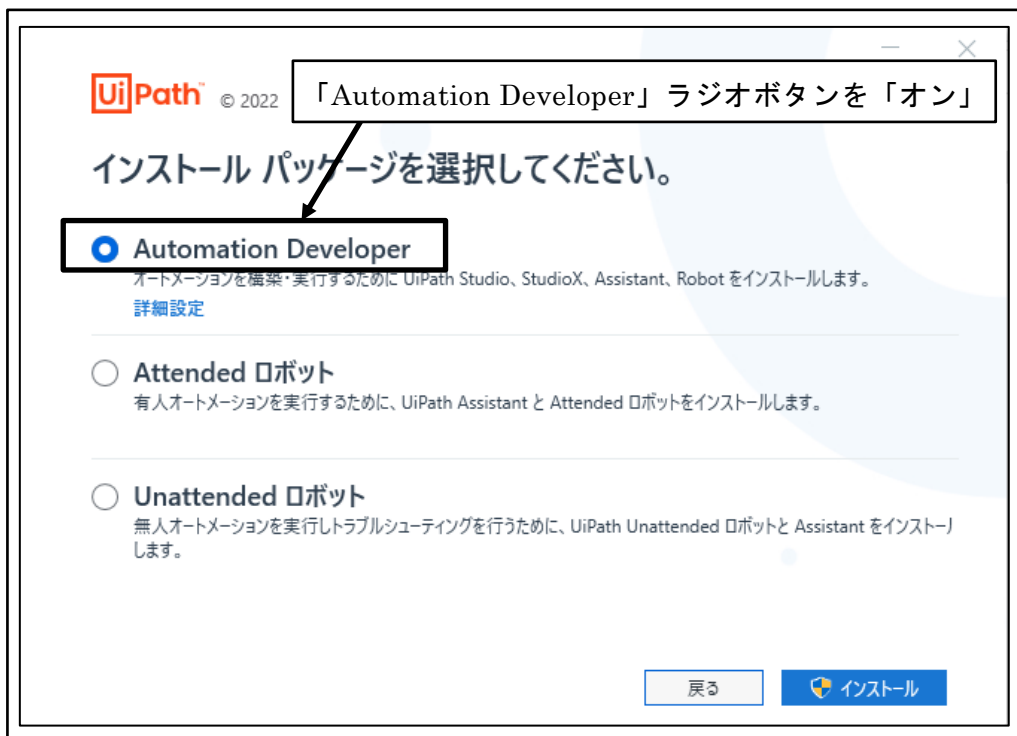 UiPath™ © 2022
「Automation Developer」ラジオボタンを「オン」
インストール パッケージを選択してください。
Automation Developer
オートメーションを構築・実行するために UiPath Studio、StudioX、Assistant、Robot をインストールします。
詳細設定
Attended ロボット
有人オートメーションを実行するために、UiPath Assistant と Attended ロボットをインストールします。
Unattended ロボット
無人オートメーションを実行しトラブルシューティングを行うために、UiPath Unattended ロボットと Assistant をインストール
します。
戻る
インストール